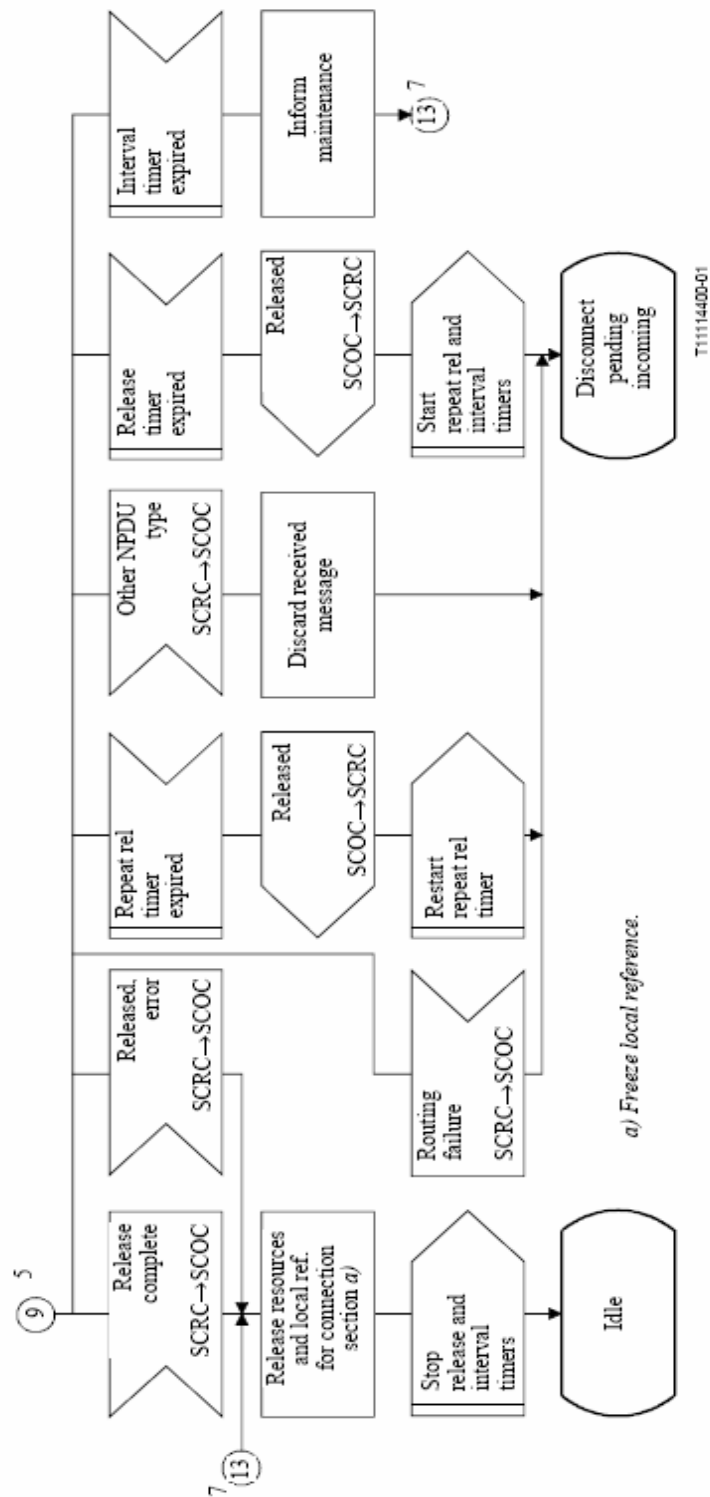 9 5
Release
complete
SCRC→SCOC
Released,
error
SCRC→SCOC
Repeat rel
timer
expired
Other NPDU
type
SCRC→SCOC
Release
timer
expired
Interval
timer
expired
7
13
Release resources
and local ref.
for connection
section a)
Released
SCOC→SCRC
Discard received
message
Released
SCOC→SCRC
Inform
maintenance
13 7
Stop
release and
interval
timers
Routing
failure
SCRC→SCOC
Restart
repeat rel
timer
Start
repeat rel and
interval
timers
Idle
Disconnect
pending
incoming
a) Freeze local reference.
T11114400-01